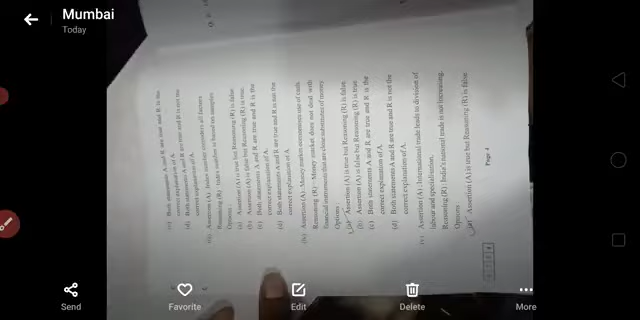 Mumbai
Today
(c) Both statements A and R are true and R is the
correct explanation of A.
(d) Both statements A and R are true and R is not the
correct explanation of A.
Assertion (A) : Index number considers all factors
Reasoning (R) : Index number is based on samples
Options :
(a) Assertion (A) is true but Reasoning (R) is false
(b) Assertion (A) is false but Reasoning (R) is true
(c) Both statements A and R are true and R is the
correct explanation of A.
(d) Both statements A and R are true and R is not the
correct explanation of A.
Assertion (A) : Money market economizes use of cash.
Reasoning (R) : Money market does not deal with
financial instruments that are close substitutes of money
Options :
(a) Assertion (A) is true but Reasoning (R) is false
(b) Assertion (A) is false but Reasoning (R) is true
(c) Both statements A and R are true and R is the
correct explanation of A.
(d) Both statements A and R are true and R is not the
correct explanation of A.
Assertion (A) : International trade leads to division of
labour and specialisation.
Reasoning (R) : India's national trade is not increasing.
Options
(a) Assertion (A) is true but Reasoning (R) is false
Page 4
Send
Favorite
Edit
Delete
More